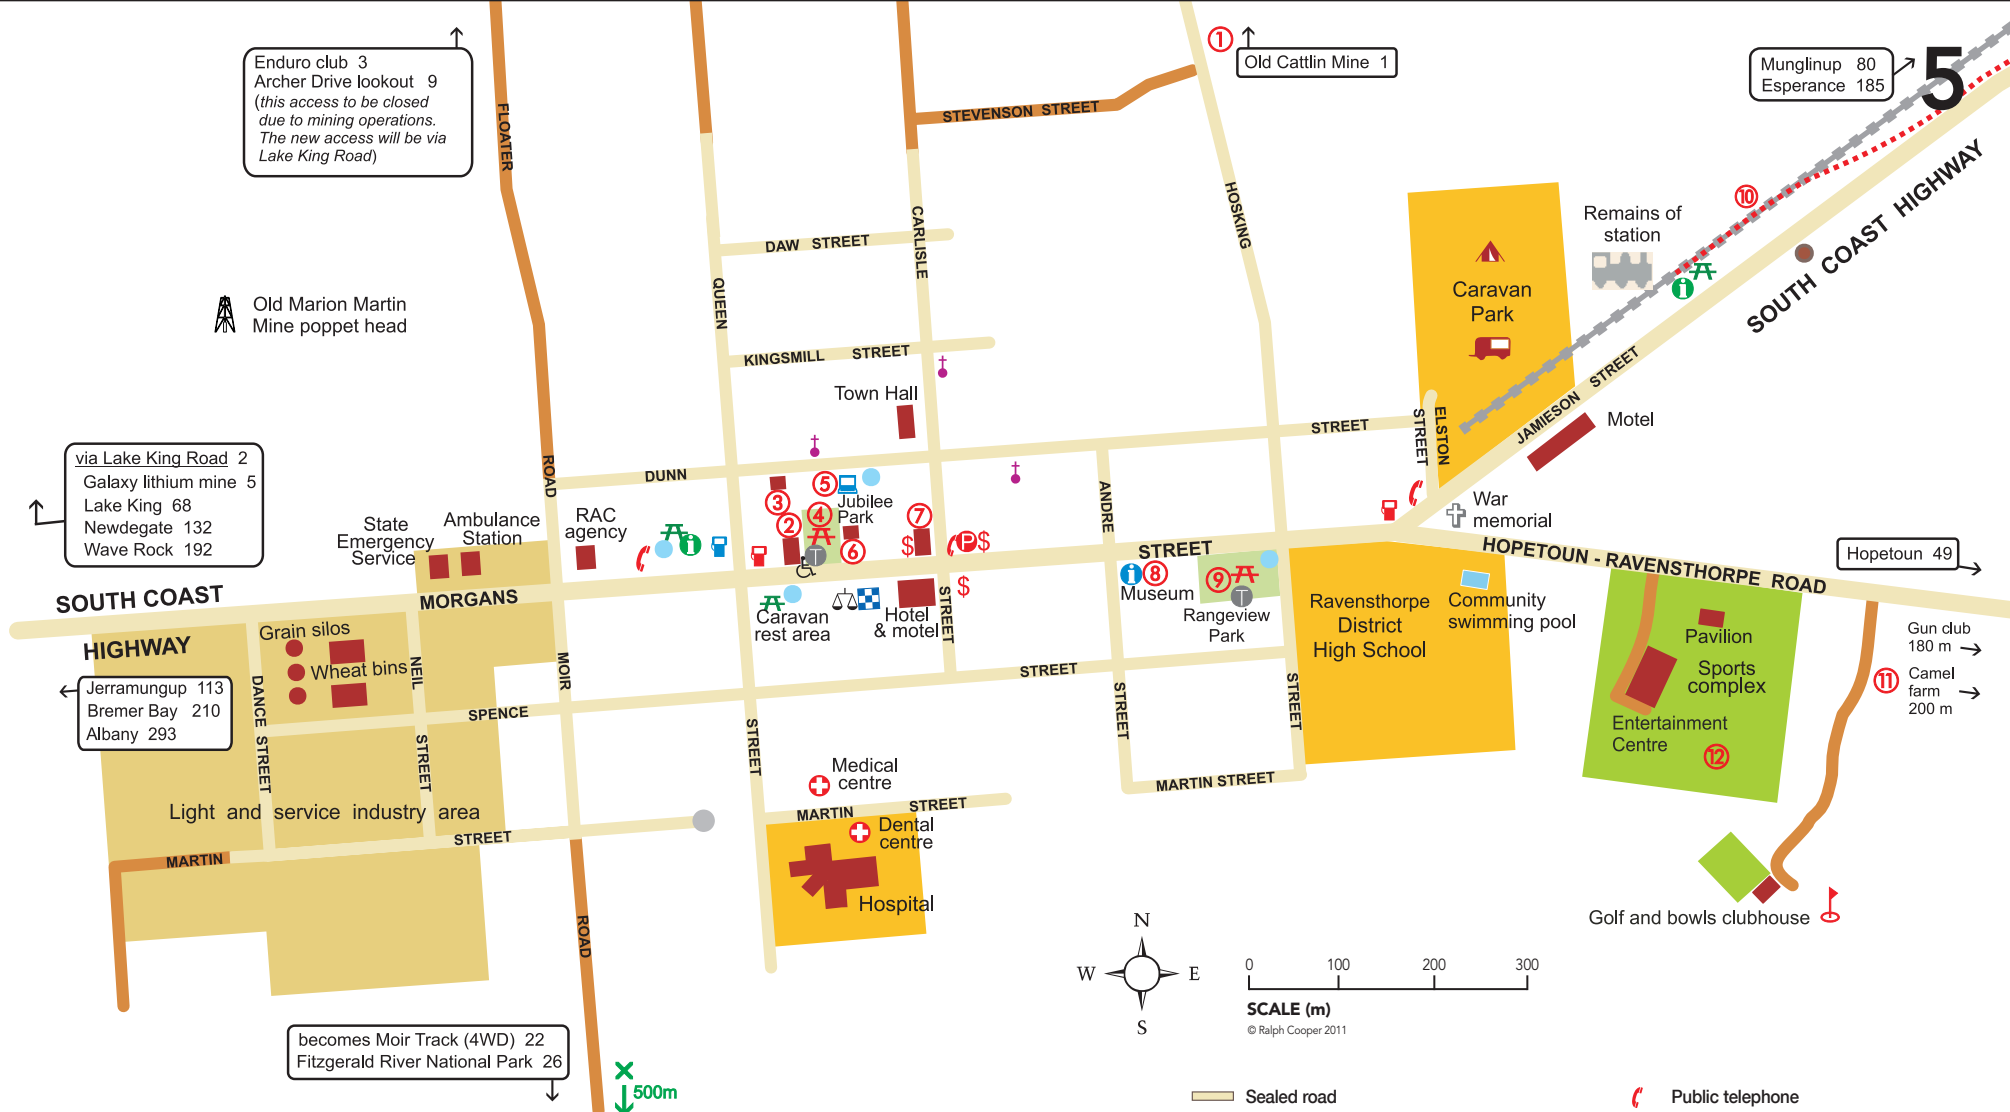 Enduro club 3
Archer Drive lookout 9
(this access to be closed
due to mining operations.
The new access will be via
Lake King Road)
FLOATER
ROAD
1
Old Cattlin Mine 1
Munglinup 80
Esperance 185
5
STEVENSON STREET
HOSKING
CARLISLE
DAW STREET
QUEEN
KINGSMILL STREET
Old Marion Martin
Mine poppet head
Remains of
station
10
SOUTH COAST HIGHWAY
Caravan
Park
JAMIESON STREET
Motel
ELSTON
STREET
Town Hall
STREET
DUNN
via Lake King Road 2
Galaxy lithium mine 5
Lake King 68
Newdegate 132
Wave Rock 192
State
Emergency
Service
Ambulance
Station
RAC
agency
3
5
Jubilee
Park
2
4
6
7
$
P
$
$
T
ANDRE
STREET
War
memorial
HOPETOUN - RAVENSTHORPE ROAD
Hopetoun 49
SOUTH COAST
HIGHWAY
MORGANS
STREET
Caravan
rest area
Hotel
& motel
i
8
Museum
9
T
Rangeview
Park
Ravensthorpe
District
High School
Community
swimming pool
Pavilion
Sports
complex
Entertainment
Centre
12
11
Gun club
180 m
Camel
farm
200 m
Grain silos
Wheat bins
Jerramungup 113
Bremer Bay 210
Albany 293
DANCE STREET
NEIL
STREET
MOIR
ROAD
SPENCE
STREET
STREET
STREET
STREET
STREET
MARTIN STREET
Light and service industry area
MARTIN
STREET
Medical
centre
MARTIN STREET
Dental
centre
Hospital
Golf and bowls clubhouse
N
W E
S
0 100 200 300
SCALE (m)
© Ralph Cooper 2011
becomes Moir Track (4WD) 22
Fitzgerald River National Park 26
500m
Sealed road
Public telephone